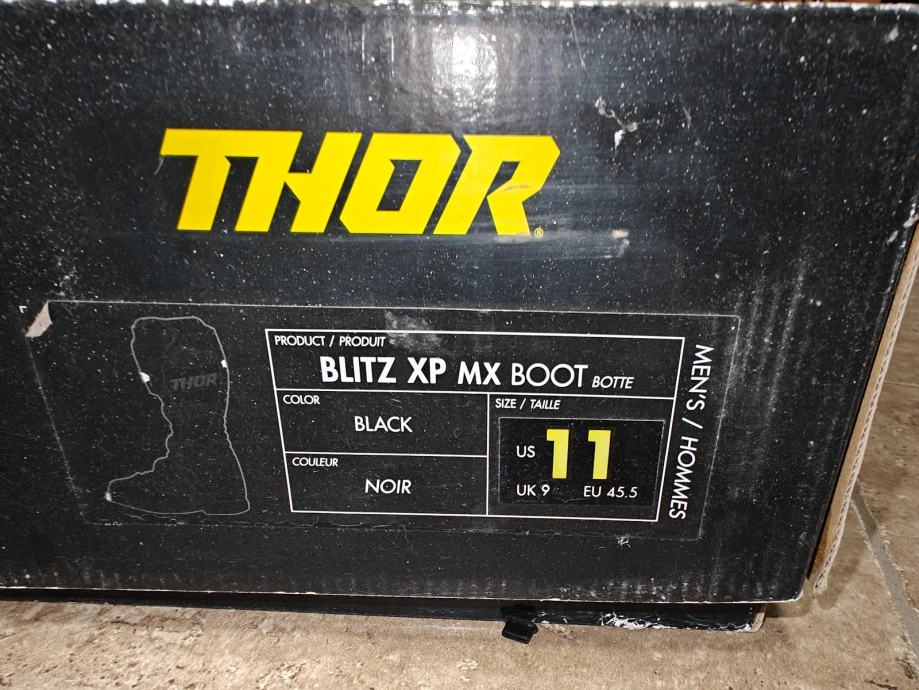 THOR®
PRODUCT / PRODUIT
BLITZ XP MX BOOT BOTTE
COLOR
BLACK
COULEUR
NOIR
SIZE / TAILLE
US 11
UK 9 EU 45.5
MEN'S / HOMMES
THOR